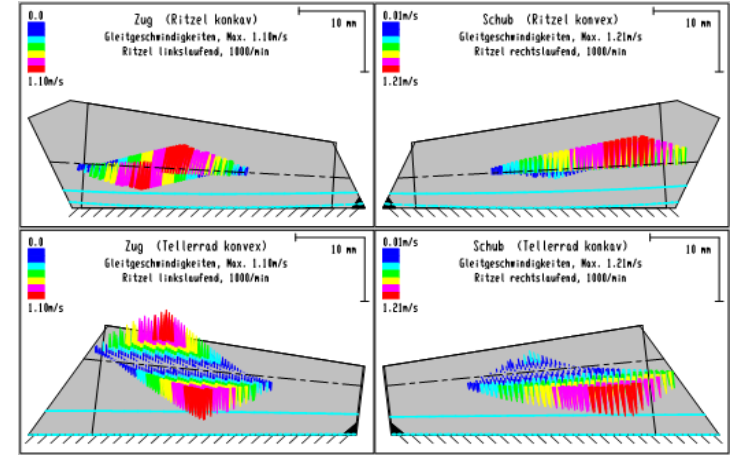 0.0
Zug (Ritzel konkav)
10 mm
Gleitgeschwindigkeiten, Max. 1.10m/s
Ritzel linkslaufend, 1000/min
1.10m/s
0.01m/s
Schub (Ritzel konvex)
10 mm
Gleitgeschwindigkeiten, Max. 1.21m/s
Ritzel rechtslaufend, 1000/min
1.21m/s
0.0
Zug (Tellerrad konvex)
10 mm
Gleitgeschwindigkeiten, Max. 1.10m/s
Ritzel linkslaufend, 1000/min
1.10m/s
0.01m/s
Schub (Tellerrad konkav)
10 mm
Gleitgeschwindigkeiten, Max. 1.21m/s
Ritzel rechtslaufend, 1000/min
1.21m/s